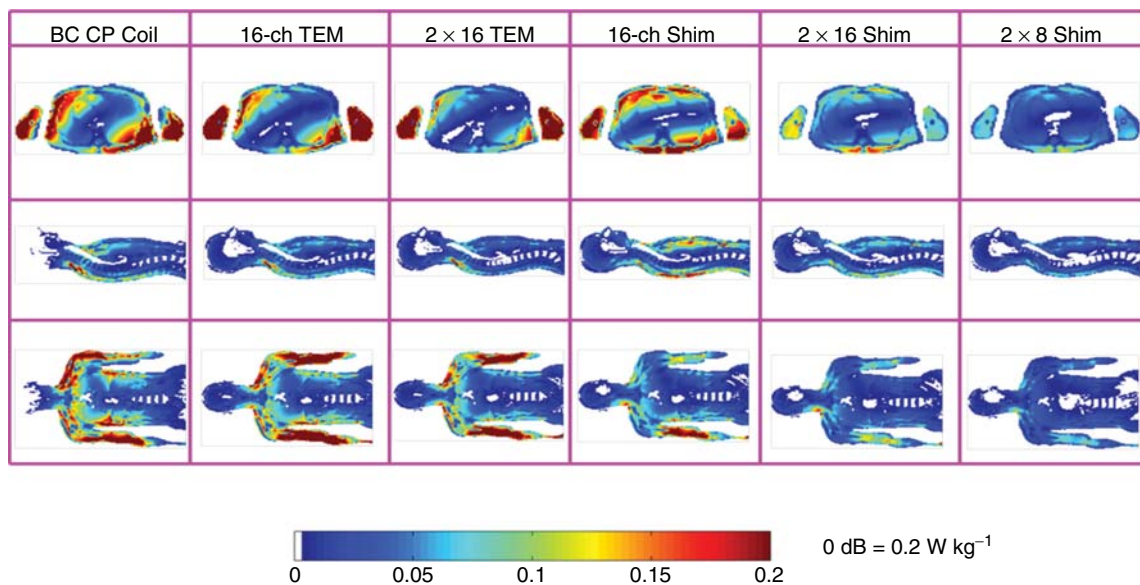 BC CP Coil 16-ch TEM 2 × 16 TEM 16-ch Shim 2 × 16 Shim 2 × 8 Shim
0 dB = 0.2 W kg⁻¹
0 0.05 0.1 0.15 0.2